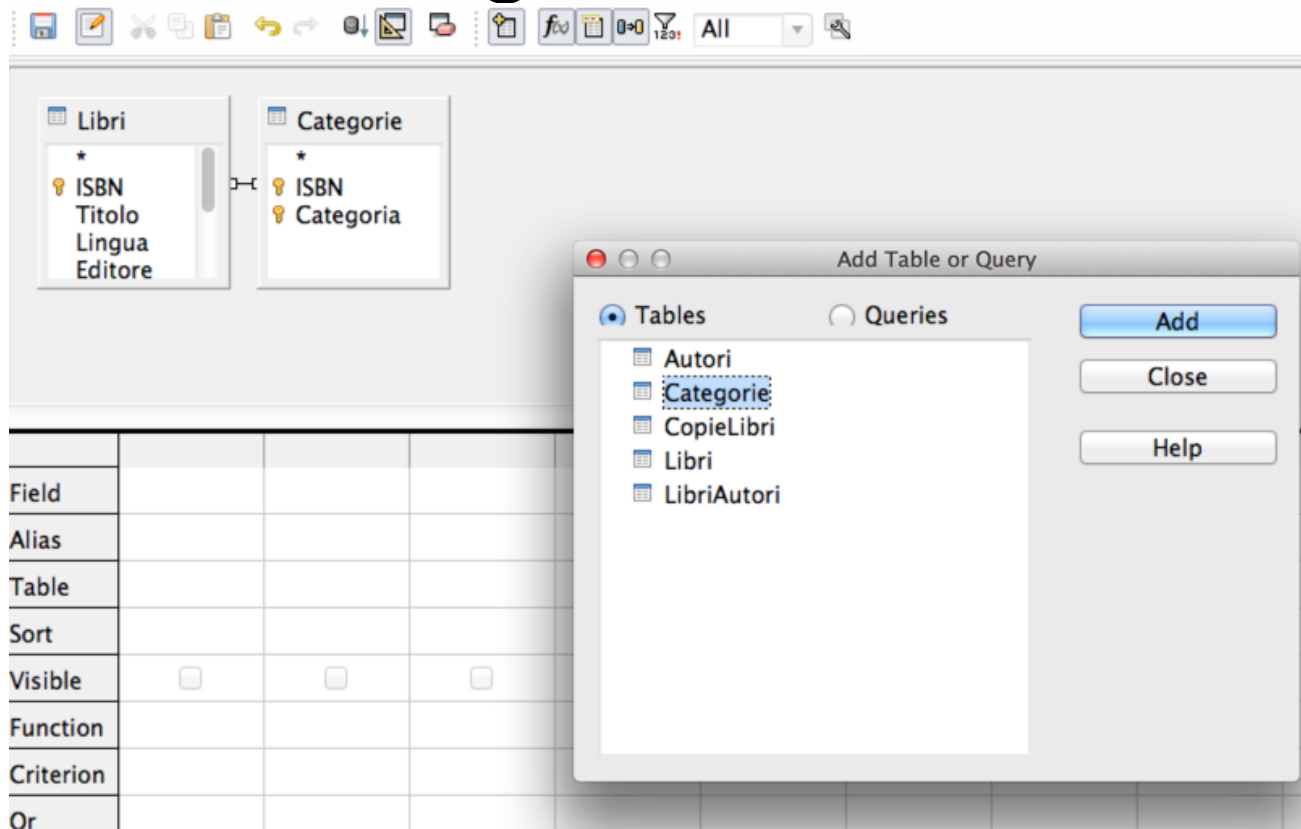 123! All
Libri
*
ISBN
Titolo
Lingua
Editore
Categorie
*
ISBN
Categoria
Add Table or Query
Tables
Queries
Autori
Categorie
CopieLibri
Libri
LibriAutori
Add
Close
Help
Field
Alias
Table
Sort
Visible
Function
Criterion
Or